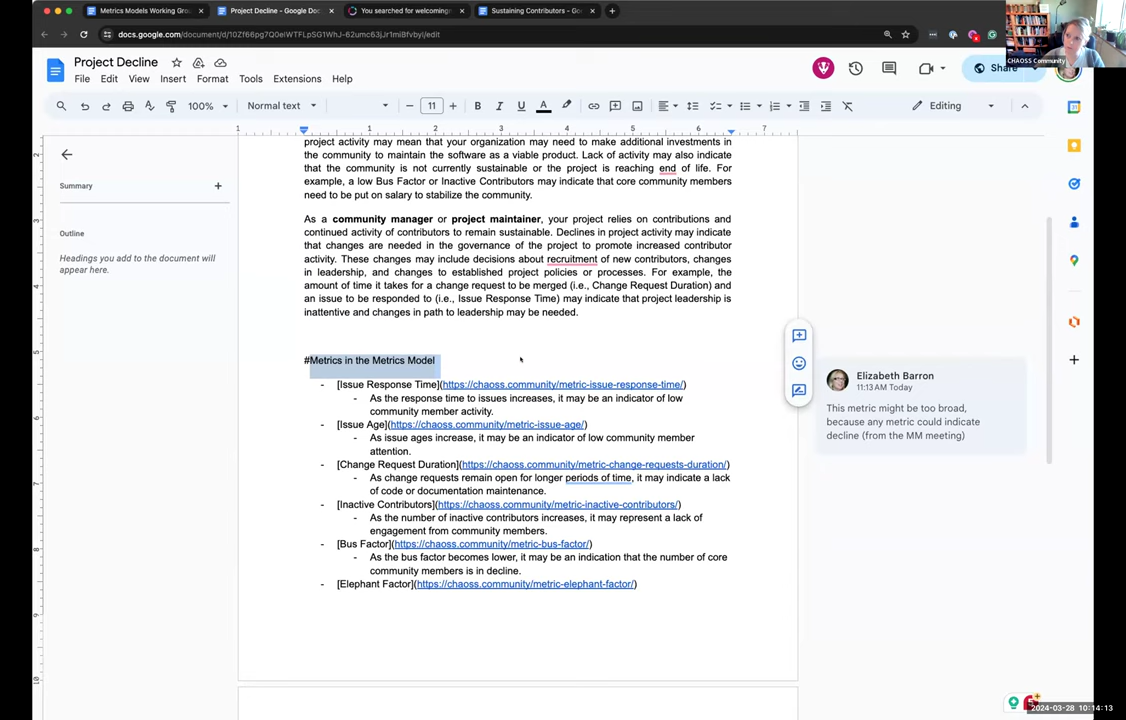 Metrics Models Working Gro
Project Decline - Google Doc
You searched for welcomingn
Sustaining Contributors - Go
docs.google.com/document/d/10Zf66pg7Q0eIWTFLpSG1WhJ-62umc63jJr1miBfvbyI/edit
CHAOSS Community
Project Decline
File Edit View Insert Format Tools Extensions Help
Share
100% Normal text 11 Editing
Summary
Outline
Headings you add to the document will
appear here.
project activity may mean that your organization may need to make additional investments in
the community to maintain the software as a viable product. Lack of activity may also indicate
that the community is not currently sustainable or the project is reaching end of life. For
example, a low Bus Factor or Inactive Contributors may indicate that core community members
need to be put on salary to stabilize the community.
As a community manager or project maintainer, your project relies on contributions and
continued activity of contributors to remain sustainable. Declines in project activity may indicate
that changes are needed in the governance of the project to promote increased contributor
activity. These changes may include decisions about recruitment of new contributors, changes
in leadership, and changes to established project policies or processes. For example, the
amount of time it takes for a change request to be merged (i.e., Change Request Duration) and
an issue to be responded to (i.e., Issue Response Time) may indicate that project leadership is
inattentive and changes in path to leadership may be needed.
#Metrics in the Metrics Model
- [Issue Response Time](https://chaoss.community/metric-issue-response-time/)
- As the response time to issues increases, it may be an indicator of low
community member activity.
- [Issue Age](https://chaoss.community/metric-issue-age/)
- As issue ages increase, it may be an indicator of low community member
attention.
- [Change Request Duration](https://chaoss.community/metric-change-requests-duration/)
- As change requests remain open for longer periods of time, it may indicate a lack
of code or documentation maintenance.
- [Inactive Contributors](https://chaoss.community/metric-inactive-contributors/)
- As the number of inactive contributors increases, it may represent a lack of
engagement from community members.
- [Bus Factor](https://chaoss.community/metric-bus-factor/)
- As the bus factor becomes lower, it may be an indication that the number of core
community members is in decline.
- [Elephant Factor](https://chaoss.community/metric-elephant-factor/)
Elizabeth Barron
11:13 AM Today
This metric might be too broad,
because any metric could indicate
decline (from the MM meeting)
2024-03-28 10:14:13